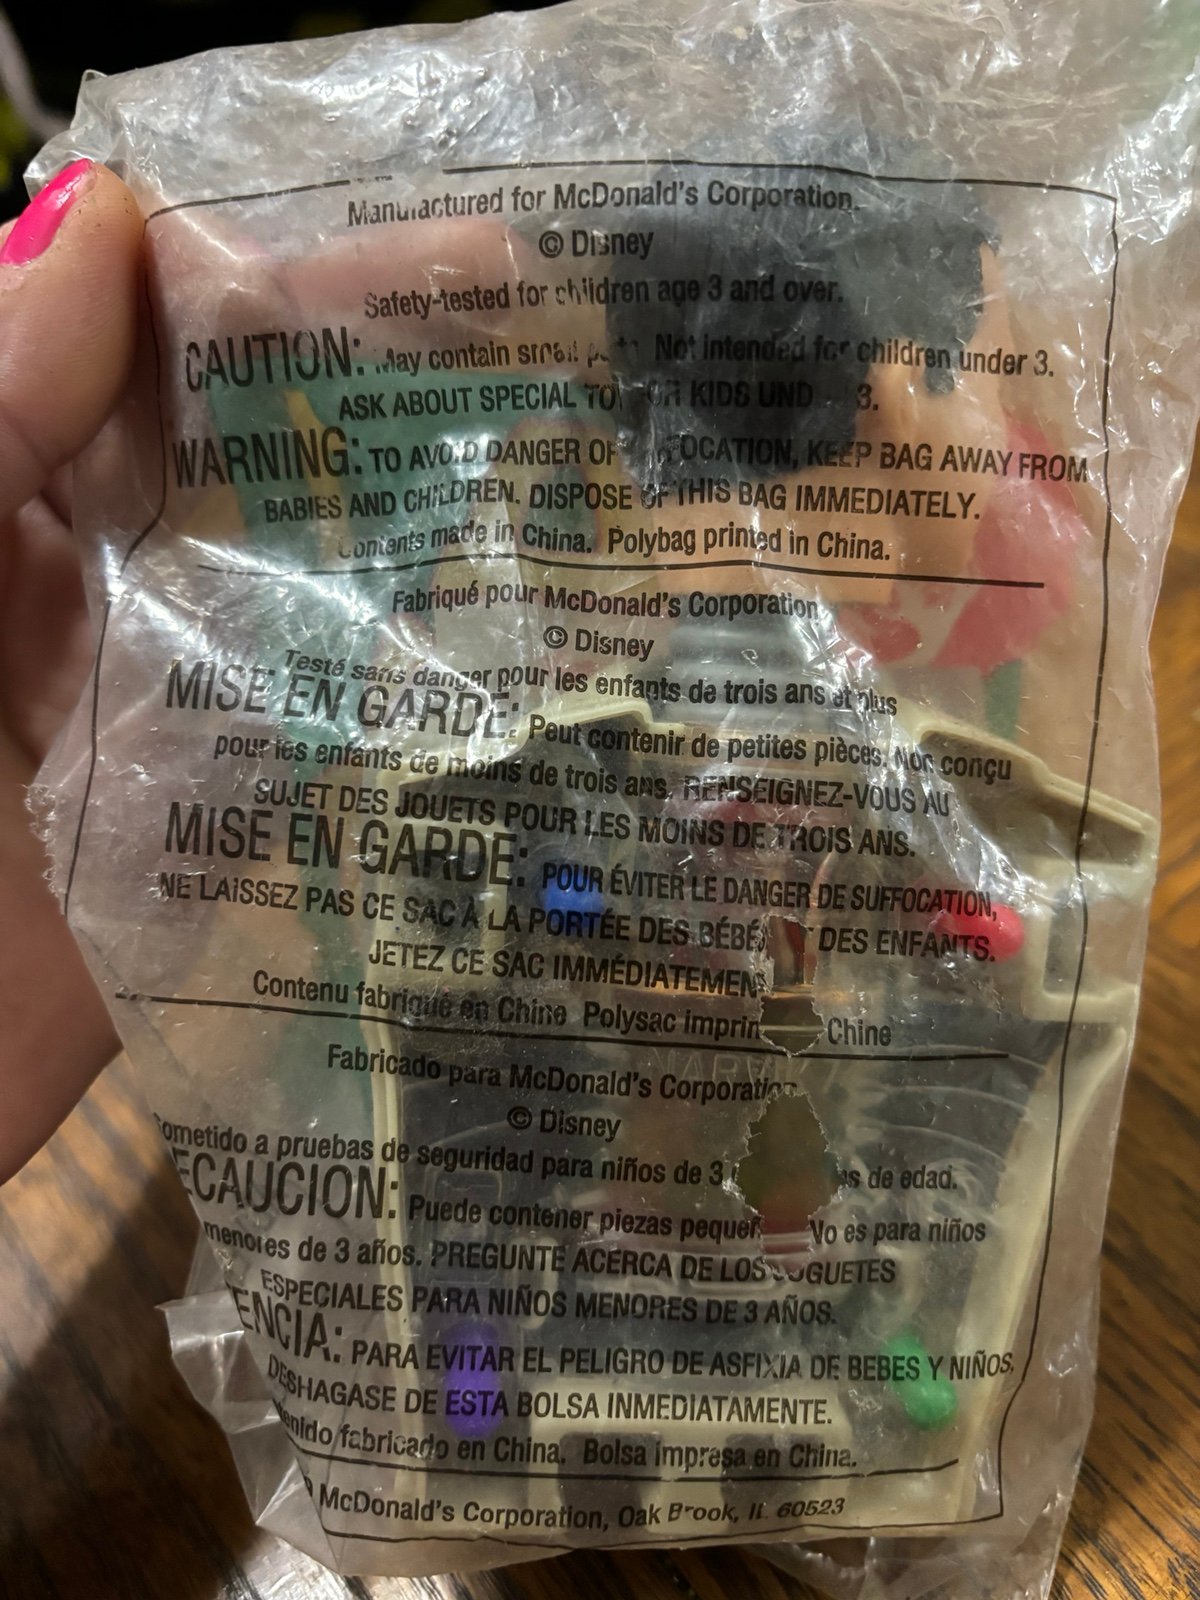 Manufactured for McDonald's Corporation.
© Disney
Safety-tested for children age 3 and over.
CAUTION: May contain small Not intended for children under 3.
ASK ABOUT SPECIAL KIDS 3.
WARNING: TO AVOID DANGER OF KEEP BAG AWAY FROM
BABIES AND CHILDREN. DISPOSE OF THIS BAG IMMEDIATELY.
Contents made in China. Polybag printed in China.
Fabriqué pour McDonald's Corporation
© Disney
Testé sans danger pour les enfants de trois ans et plus
MISE EN GARDE: Peut contenir de petites pièces. Non conçu
pour les enfants de moins de trois ans. RENSEIGNEZ-VOUS AU
SUJET DES JOUETS POUR LES MOINS DE TROIS ANS.
MISE EN GARDE: POUR ÉVITER LE DANGER DE SUFFOCATION,
NE LAISSEZ PAS CE SAC À LA PORTÉE DES DES ENFANTS.
JETEZ CE SAC
Contenu fabriqué en Chine Polysac Chine
Fabricado para McDonald's Corporation
© Disney
a pruebas de seguridad para niños de 3 de edad.
Puede contener piezas No es para niños
menores de 3 años. PREGUNTE ACERCA DE LOS JUGUETES
ESPECIALES PARA NIÑOS MENORES DE 3 AÑOS.
PARA EVITAR EL PELIGRO DE ASFIXIA DE BEBES Y NIÑOS,
DESHAGASE DE ESTA BOLSA INMEDIATAMENTE.
fabricado en China. Bolsa impresa en China.
McDonald's Corporation, Oak Brook, IL 60523